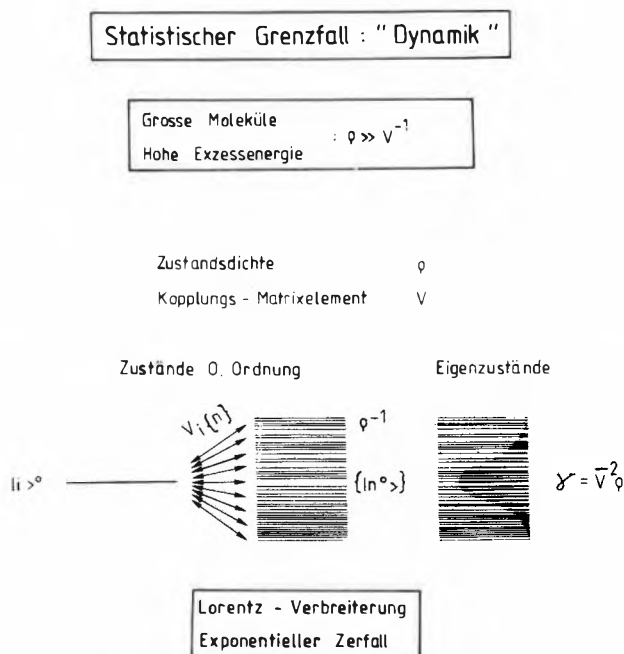 Statistischer Grenzfall : "Dynamik"
Grosse Moleküle
Hohe Exzessenergie : ρ >> V⁻¹
Zustandsdichte ρ
Kopplungs - Matrixelement V
Zustände 0. Ordnung Eigenzustände
V_i{n} ρ⁻¹
|i>° {|n°>} γ = V̄²ρ
Lorentz - Verbreiterung
Exponentieller Zerfall